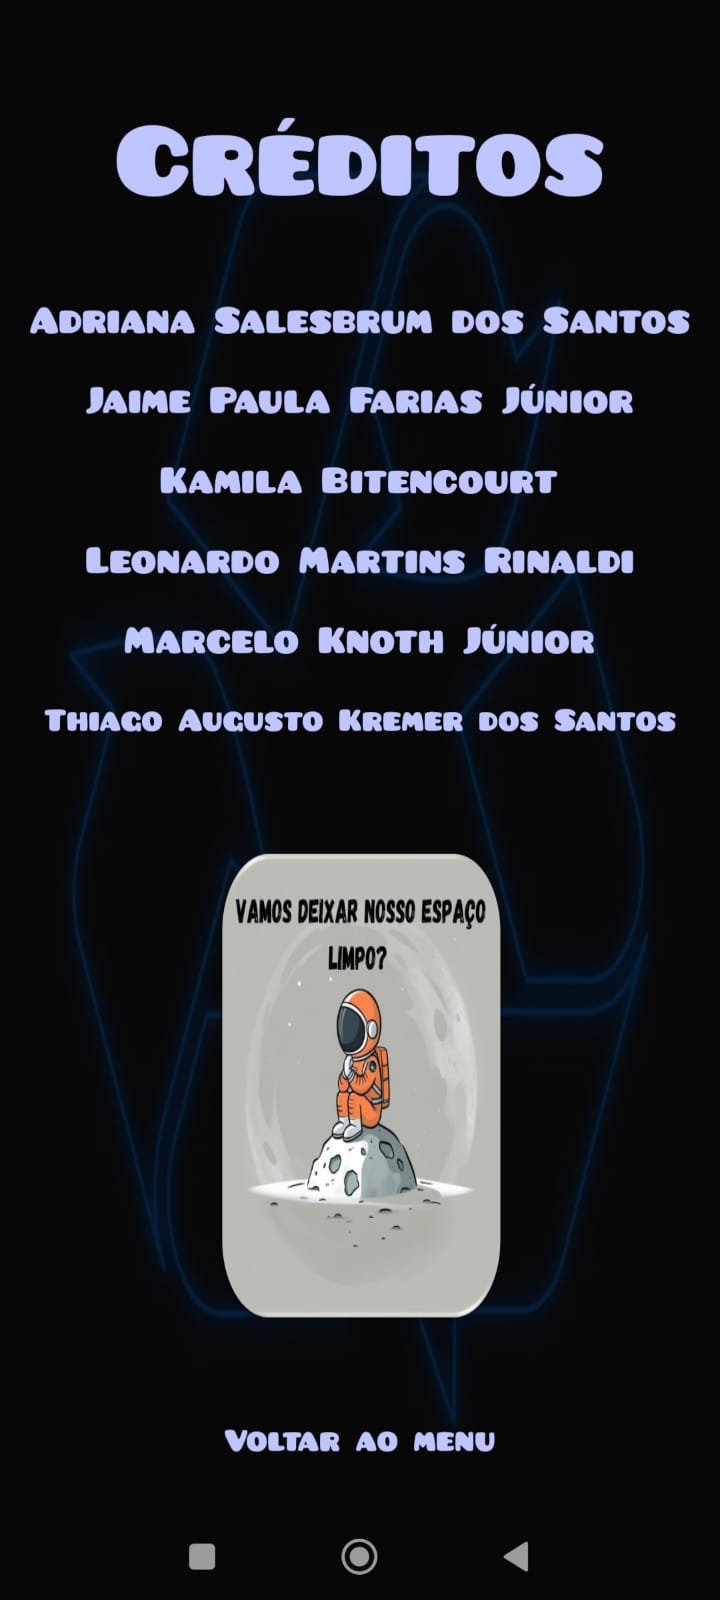 Créditos
Adriana Salesbrum dos Santos
Jaime Paula Farias Júnior
Kamila Bitencourt
Leonardo Martins Rinaldi
Marcelo Knoth Júnior
Thiago Augusto Kremer dos Santos
VAMOS DEIXAR NOSSO ESPAÇO
LIMPO?
Voltar ao menu